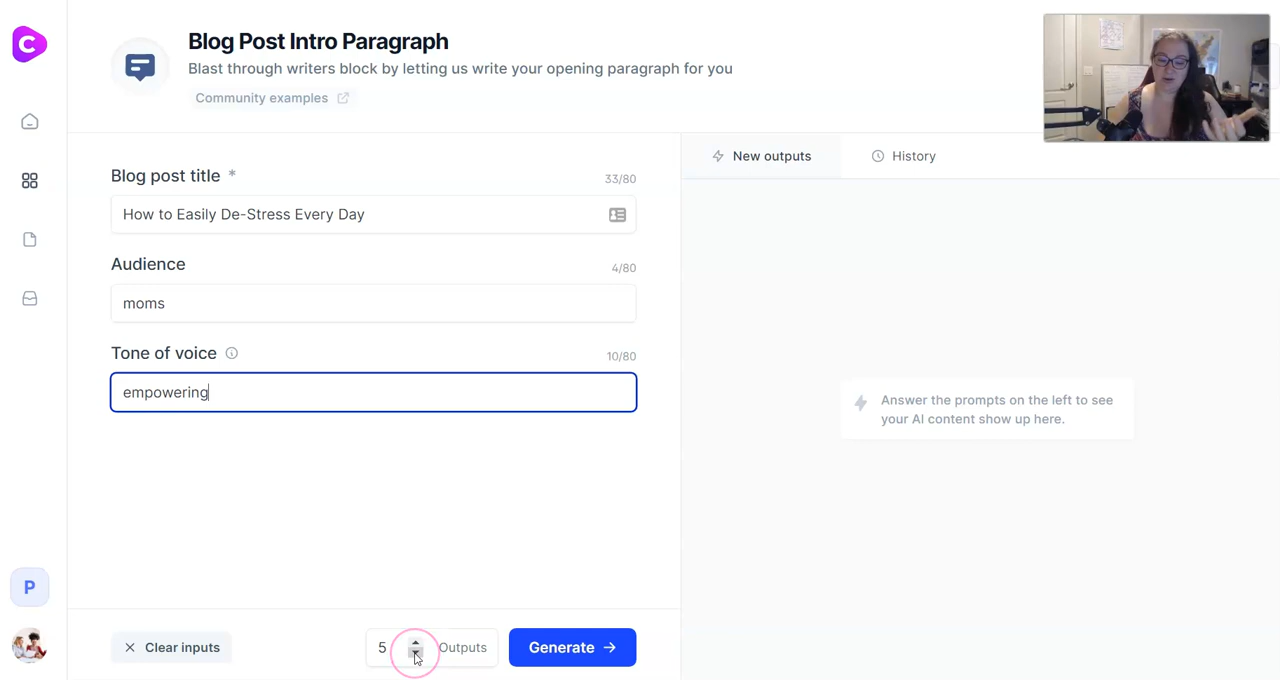 C
Blog Post Intro Paragraph
Blast through writers block by letting us write your opening paragraph for you
Community examples
New outputs
History
Blog post title *
33/80
How to Easily De-Stress Every Day
Audience
4/80
moms
Tone of voice
10/80
empowering
Answer the prompts on the left to see
your AI content show up here.
P
Clear inputs
5
Outputs
Generate →